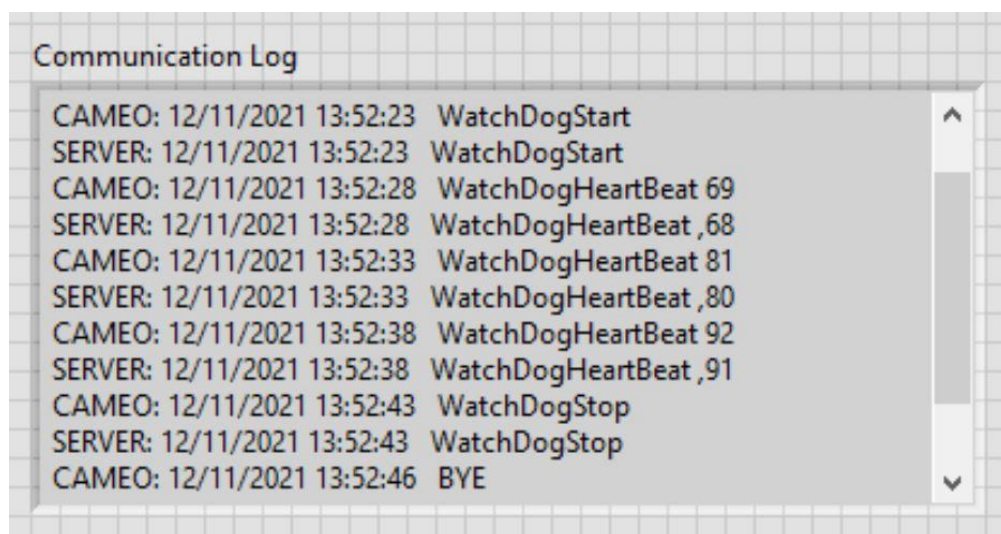 Communication Log
CAMEO: 12/11/2021 13:52:23 WatchDogStart
SERVER: 12/11/2021 13:52:23 WatchDogStart
CAMEO: 12/11/2021 13:52:28 WatchDogHeartBeat 69
SERVER: 12/11/2021 13:52:28 WatchDogHeartBeat ,68
CAMEO: 12/11/2021 13:52:33 WatchDogHeartBeat 81
SERVER: 12/11/2021 13:52:33 WatchDogHeartBeat ,80
CAMEO: 12/11/2021 13:52:38 WatchDogHeartBeat 92
SERVER: 12/11/2021 13:52:38 WatchDogHeartBeat ,91
CAMEO: 12/11/2021 13:52:43 WatchDogStop
SERVER: 12/11/2021 13:52:43 WatchDogStop
CAMEO: 12/11/2021 13:52:46 BYE